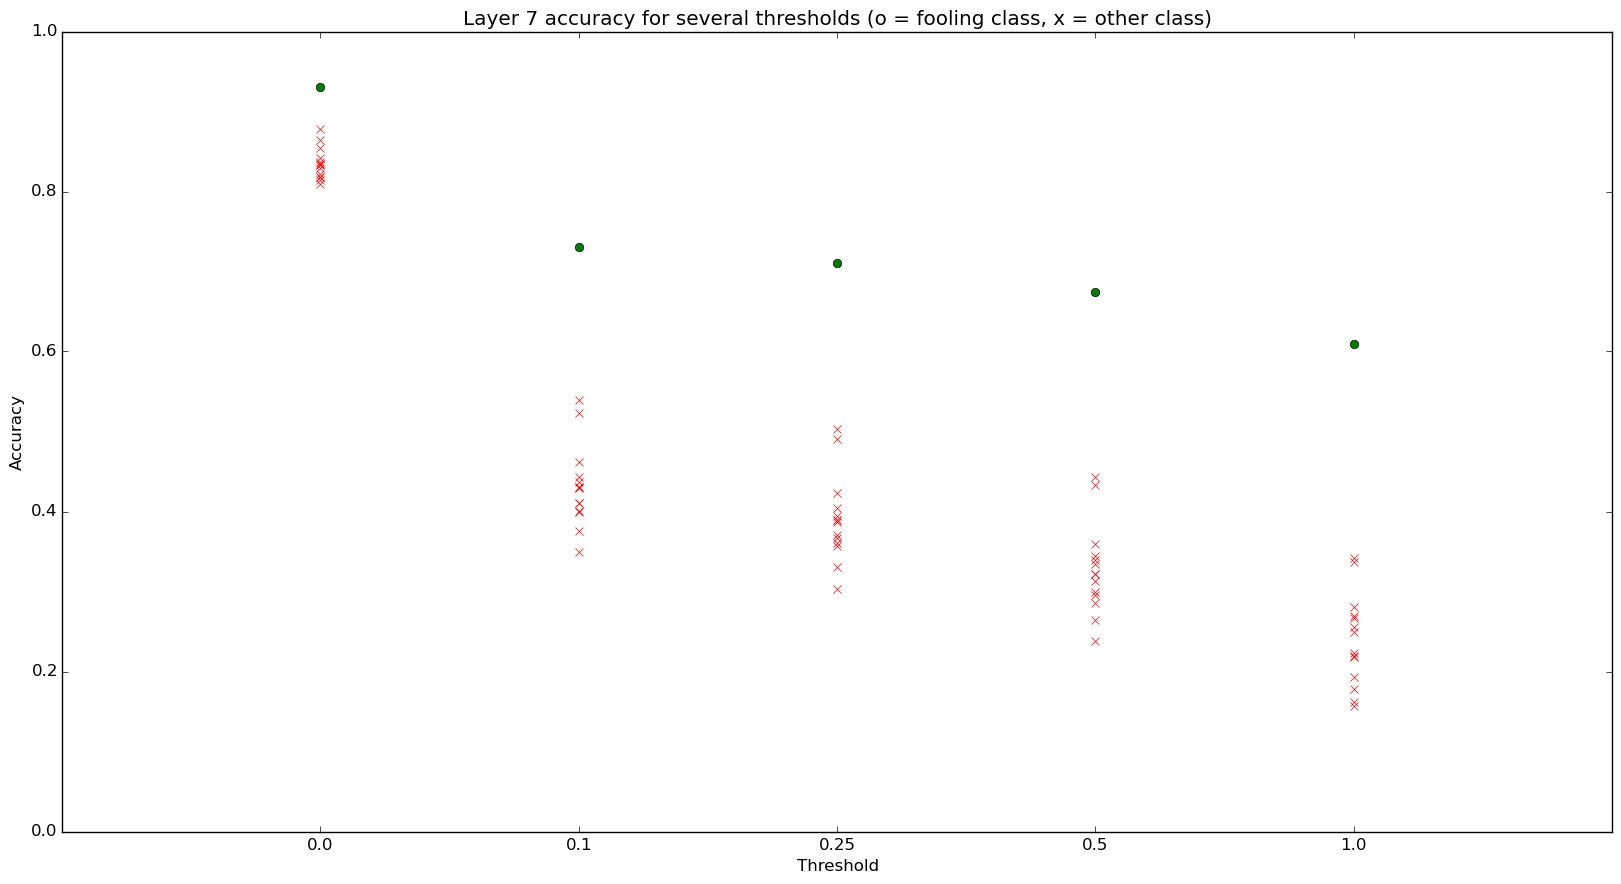 Layer 7 accuracy for several thresholds (o = fooling class, x = other class)
1.0
0.8
0.6
0.4
0.2
0.0
Accuracy
0.0 0.1 0.25 0.5 1.0
Threshold